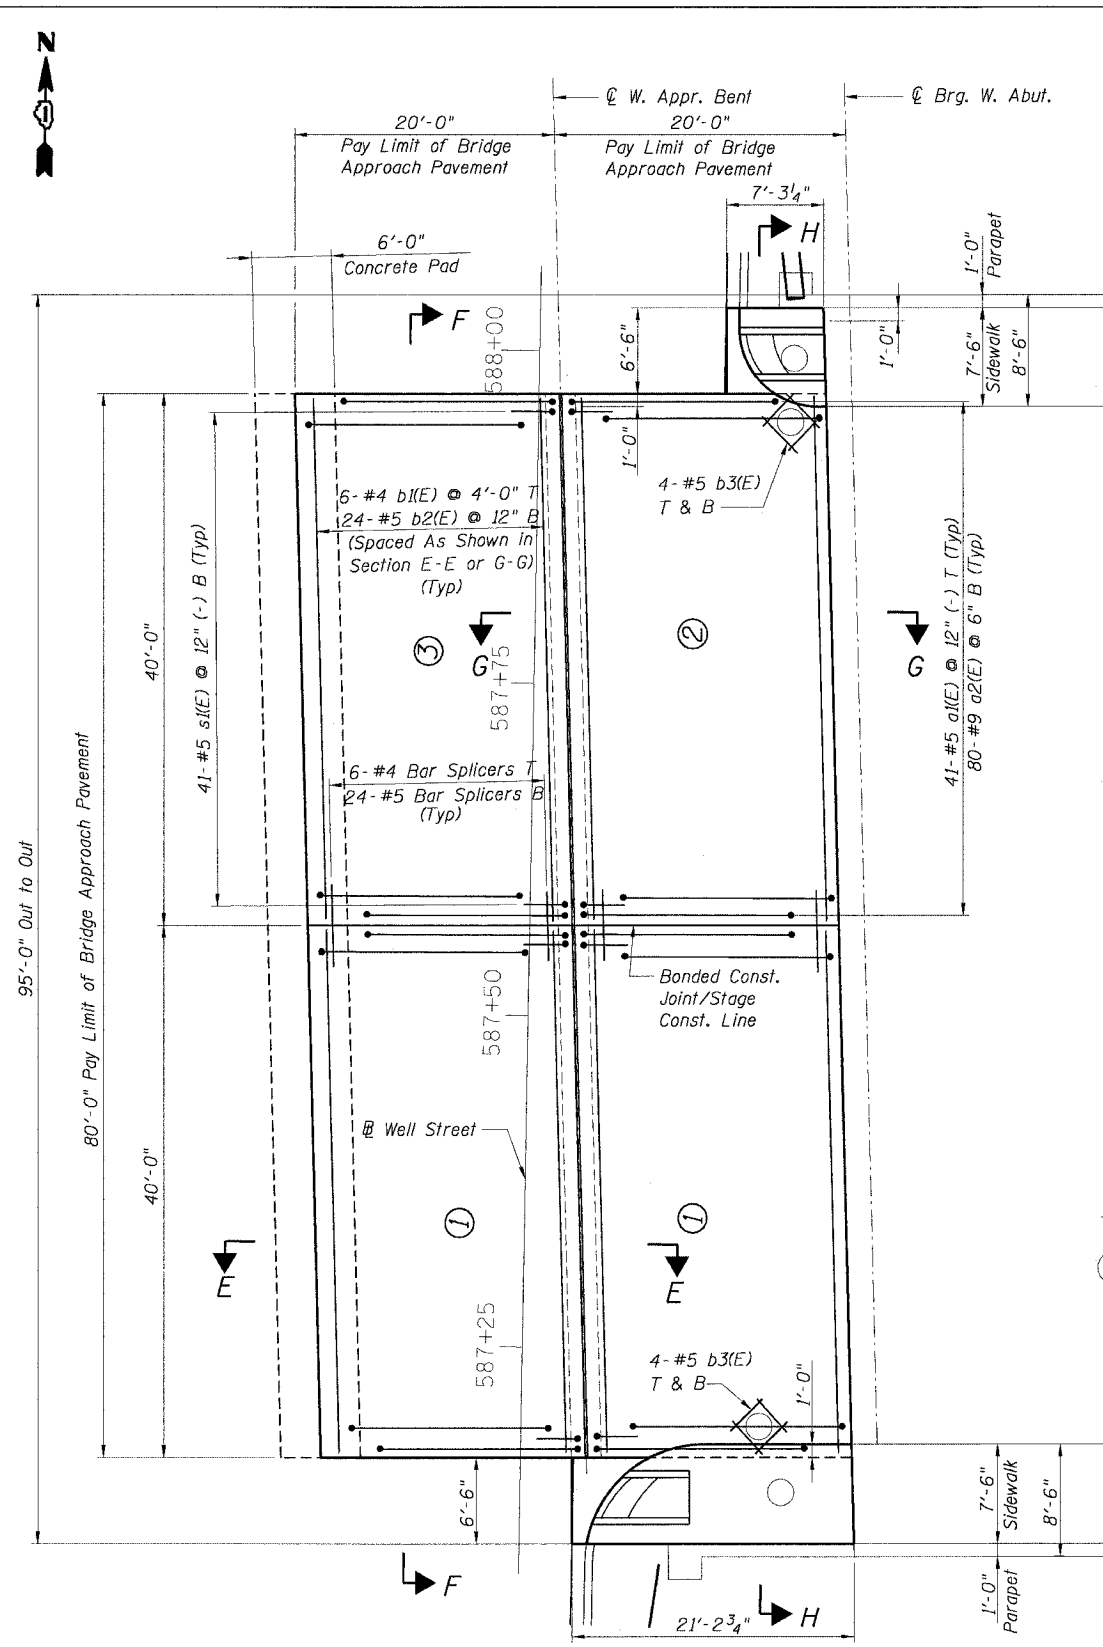 N
℄ W. Appr. Bent
℄ Brg. W. Abut.
20'-0"
Pay Limit of Bridge
Approach Pavement
20'-0"
Pay Limit of Bridge
Approach Pavement
7'-3¼"
H
1'-0"
Parapet
6'-0"
Concrete Pad
F
588+00
6'-6"
1'-0"
7'-6"
Sidewalk
8'-6"
1'-0"
6-#4 b1(E) @ 4'-0" T
24-#5 b2(E) @ 12" B
(Spaced As Shown in
Section E-E or G-G)
(Typ)
4-#5 b3(E)
T & B
41-#5 s1(E) @ 12" (-) B (Typ)
40'-0"
3
G
587+75
2
G
41-#5 a1(E) @ 12" (-) T (Typ)
80-#9 a2(E) @ 6" B (Typ)
6-#4 Bar Splicers T
24-#5 Bar Splicers B
(Typ)
95'-0" Out to Out
80'-0" Pay Limit of Bridge Approach Pavement
Bonded Const.
Joint/Stage
Const. Line
587+50
℄ Well Street
40'-0"
1
1
E
E
587+25
4-#5 b3(E)
T & B
1'-0"
6'-6"
7'-6"
Sidewalk
8'-6"
F
H
21'-2¾"
1'-0"
Parapet